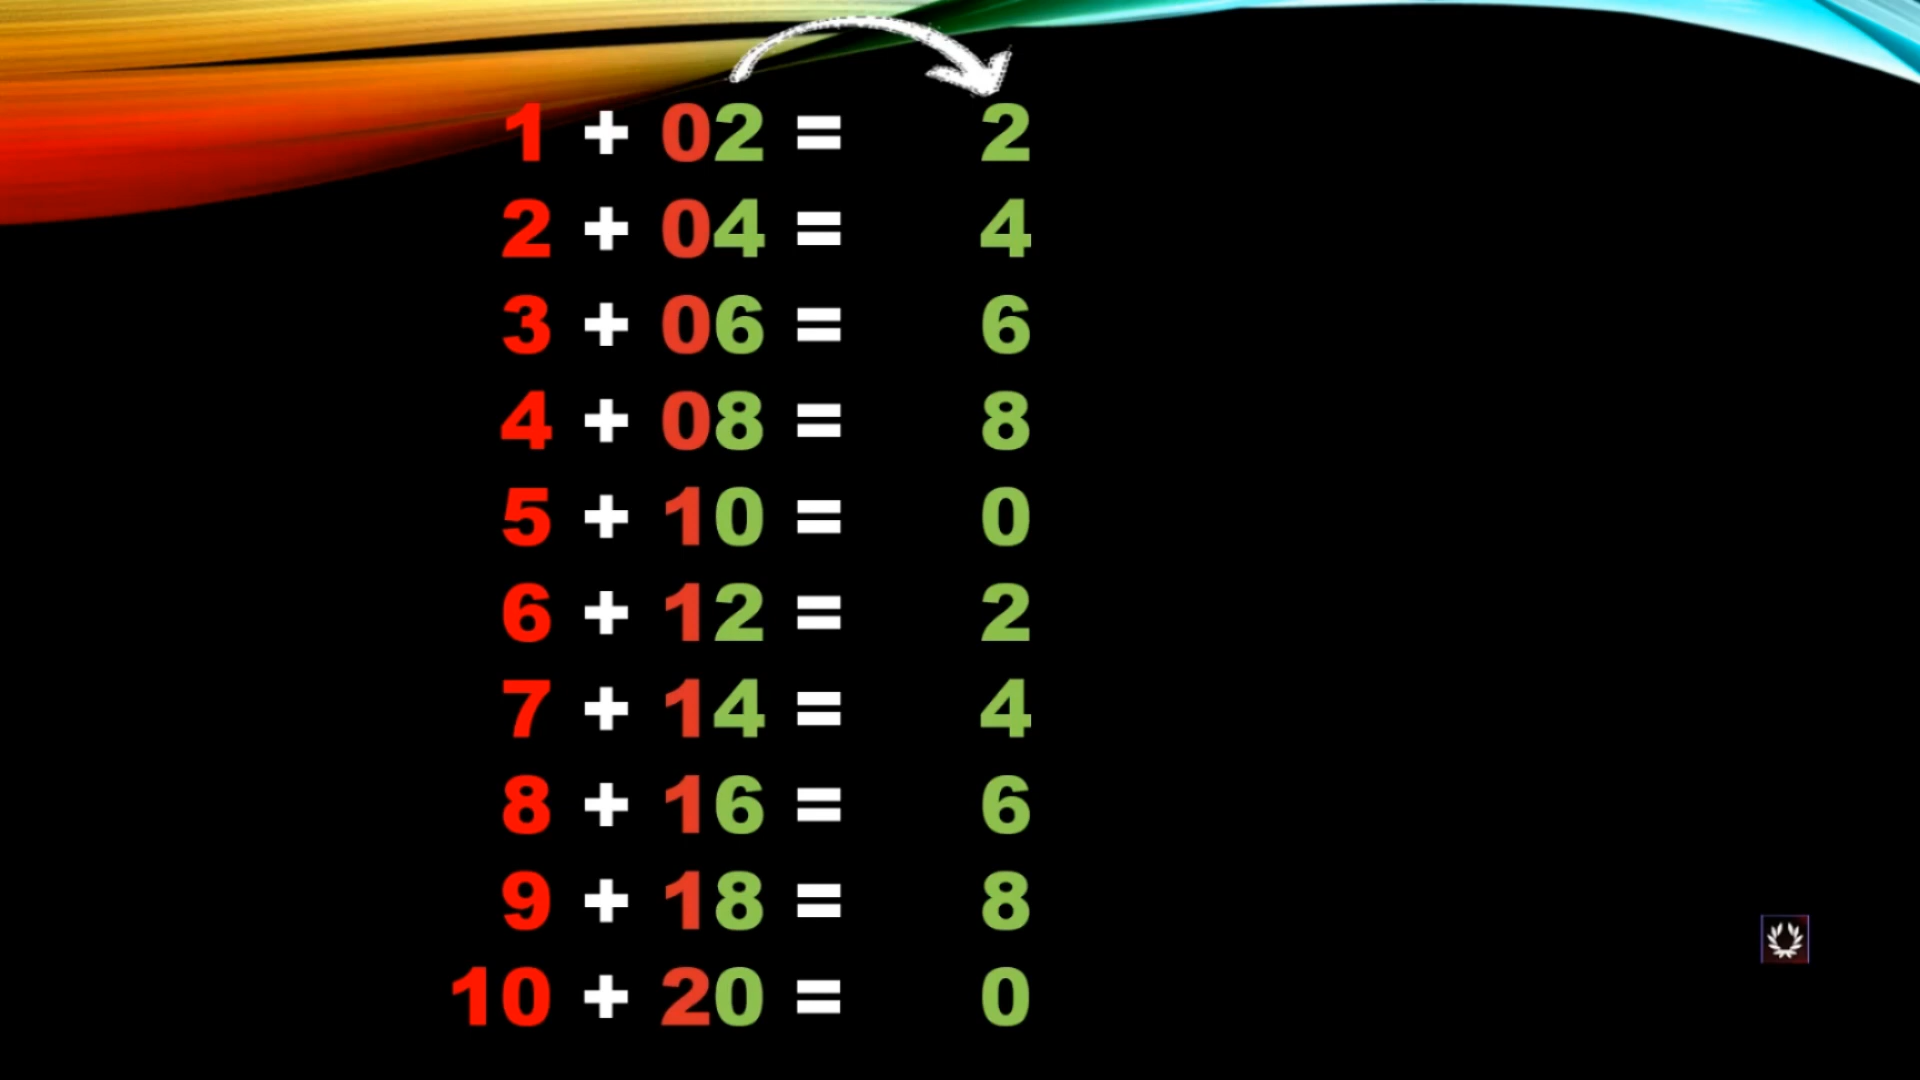 1 + 02 = 2
2 + 04 = 4
3 + 06 = 6
4 + 08 = 8
5 + 10 = 0
6 + 12 = 2
7 + 14 = 4
8 + 16 = 6
9 + 18 = 8
10 + 20 = 0